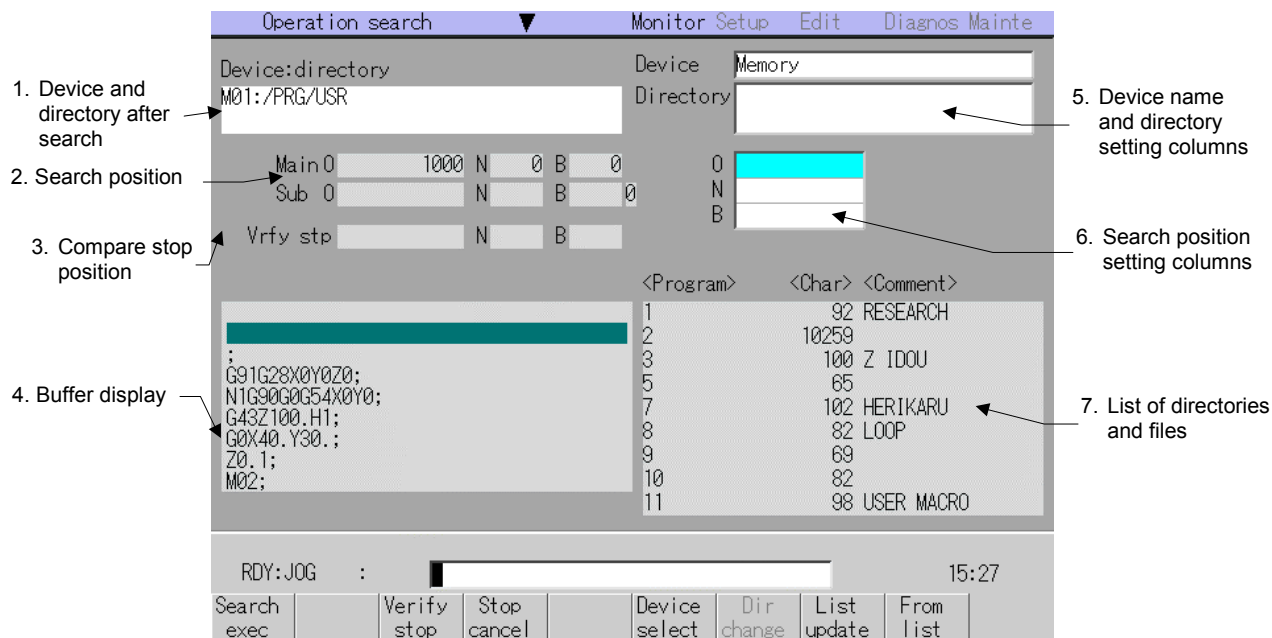 Operation search ▼ Monitor Setup Edit Diagnos Mainte
Device:directory
M01:/PRG/USR
Device Memory
Directory
Main O 1000 N 0 B 0
Sub O N B 0
Vrfy stp N B
O
N
B
;
G91G28X0Y0Z0;
N1G90G0G54X0Y0;
G43Z100.H1;
G0X40.Y30.;
Z0.1;
M02;
<Program> <Char> <Comment>
1 92 RESEARCH
2 10259
3 100 Z IDOU
5 65
7 102 HERIKARU
8 82 LOOP
9 69
10 82
11 98 USER MACRO
RDY:JOG : 15:27
Search exec
Verify stop
Stop cancel
Device select
Dir change
List update
From list
1. Device and
directory after
search
2. Search position
3. Compare stop
position
4. Buffer display
5. Device name
and directory
setting columns
6. Search position
setting columns
7. List of directories
and files